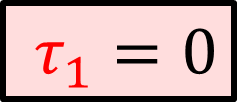 τ₁ = 0